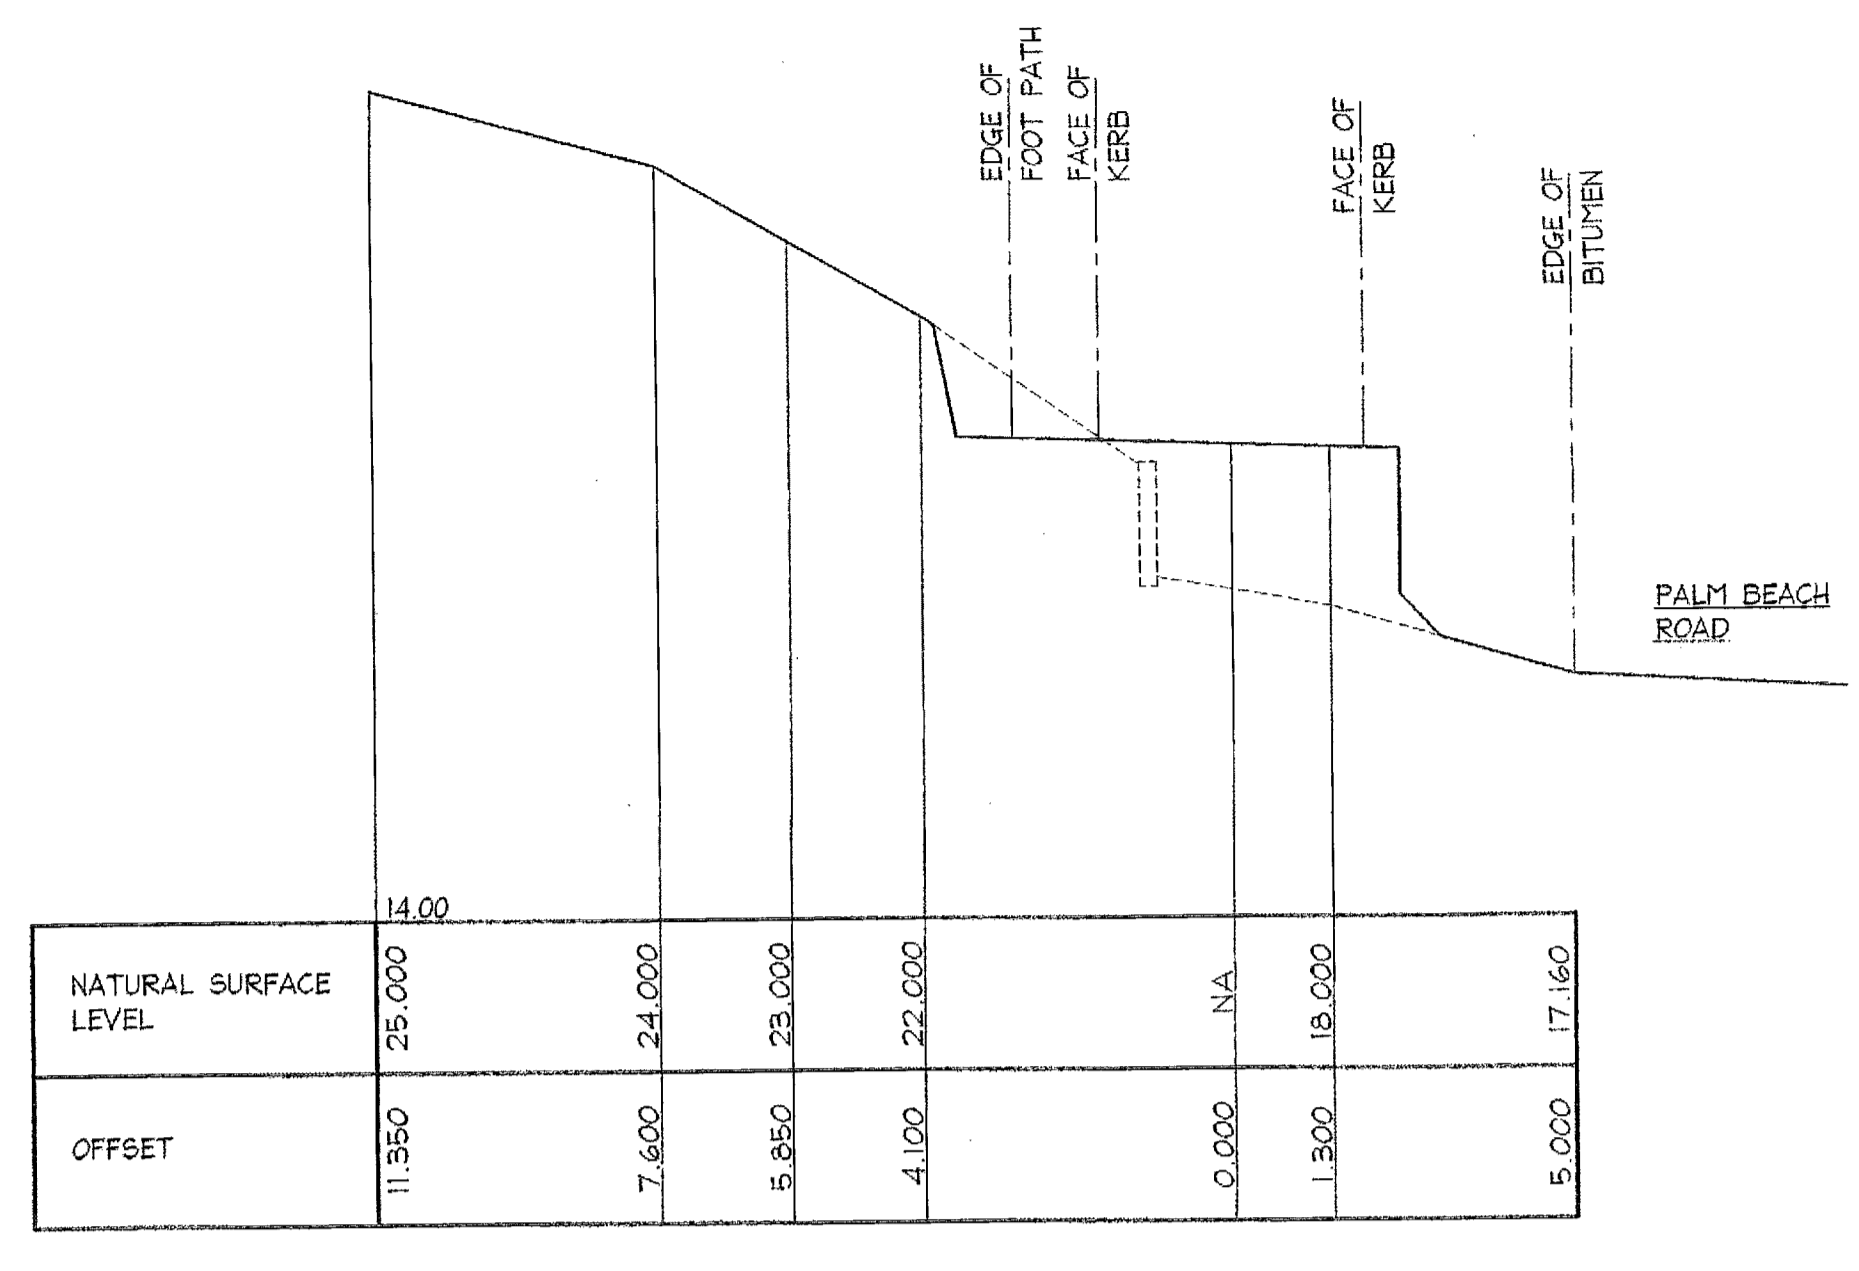 EDGE OF
FOOT PATH
FACE OF
KERB
FACE OF
KERB
EDGE OF
BITUMEN
PALM BEACH
ROAD
14.00
NATURAL SURFACE
LEVEL
25.000
24.000
23.000
22.000
NA
18.000
17.160
OFFSET
11.350
7.600
5.850
4.100
0.000
1.300
5.000